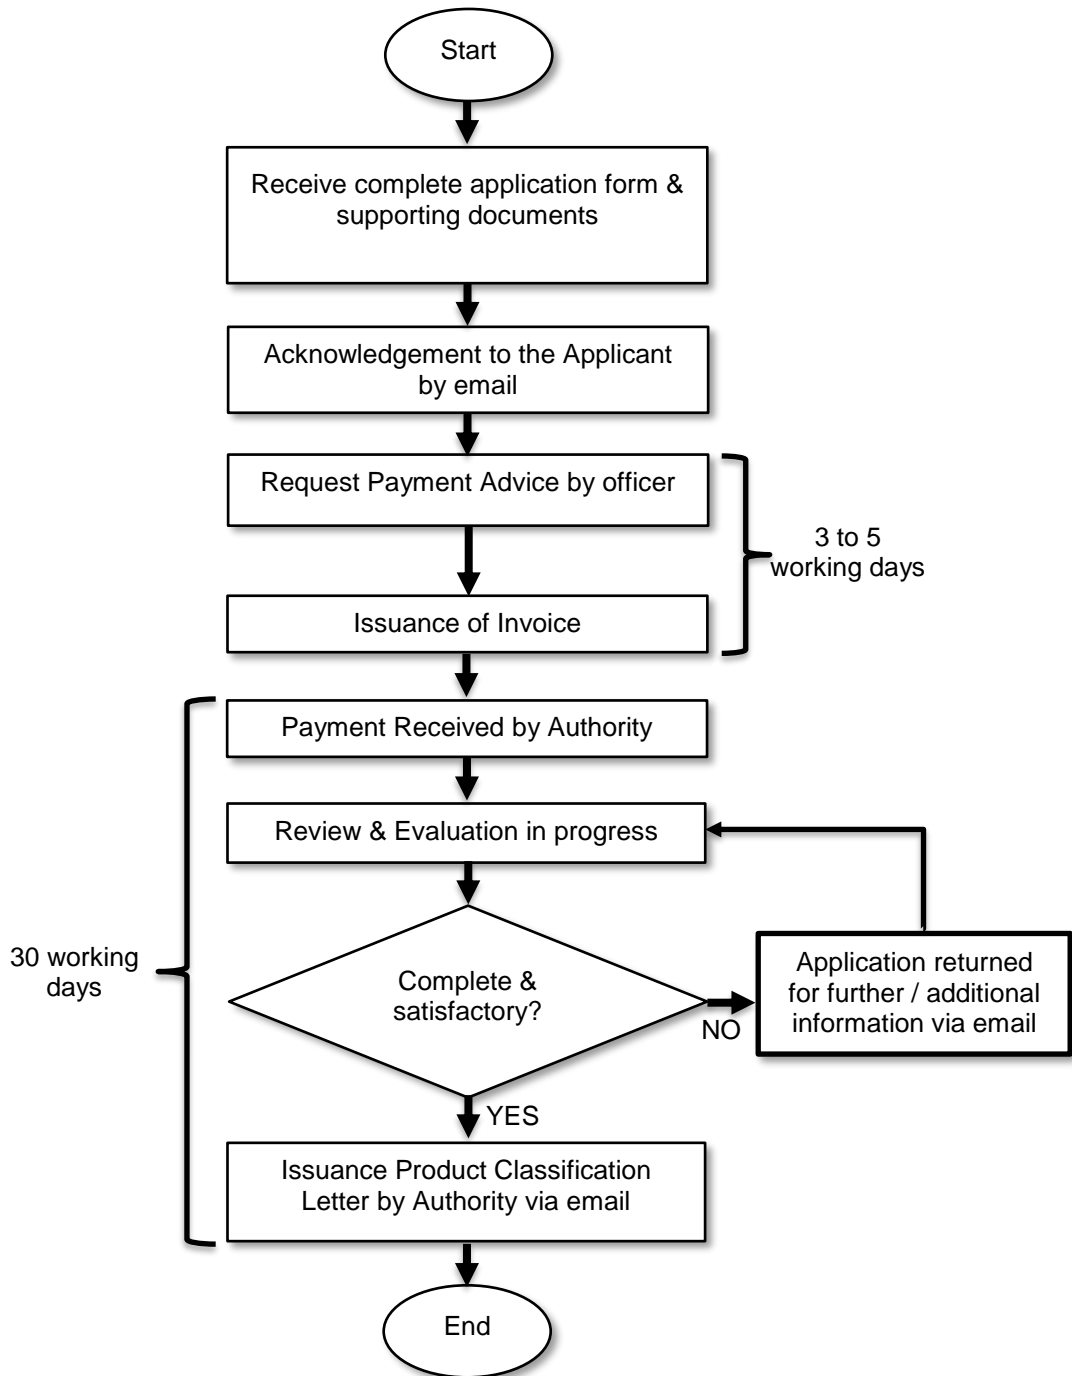 Start
Receive complete application form &
supporting documents
Acknowledgement to the Applicant
by email
Request Payment Advice by officer
3 to 5
working days
Issuance of Invoice
Payment Received by Authority
Review & Evaluation in progress
30 working
days
Complete &
satisfactory?
NO
Application returned
for further / additional
information via email
YES
Issuance Product Classification
Letter by Authority via email
End